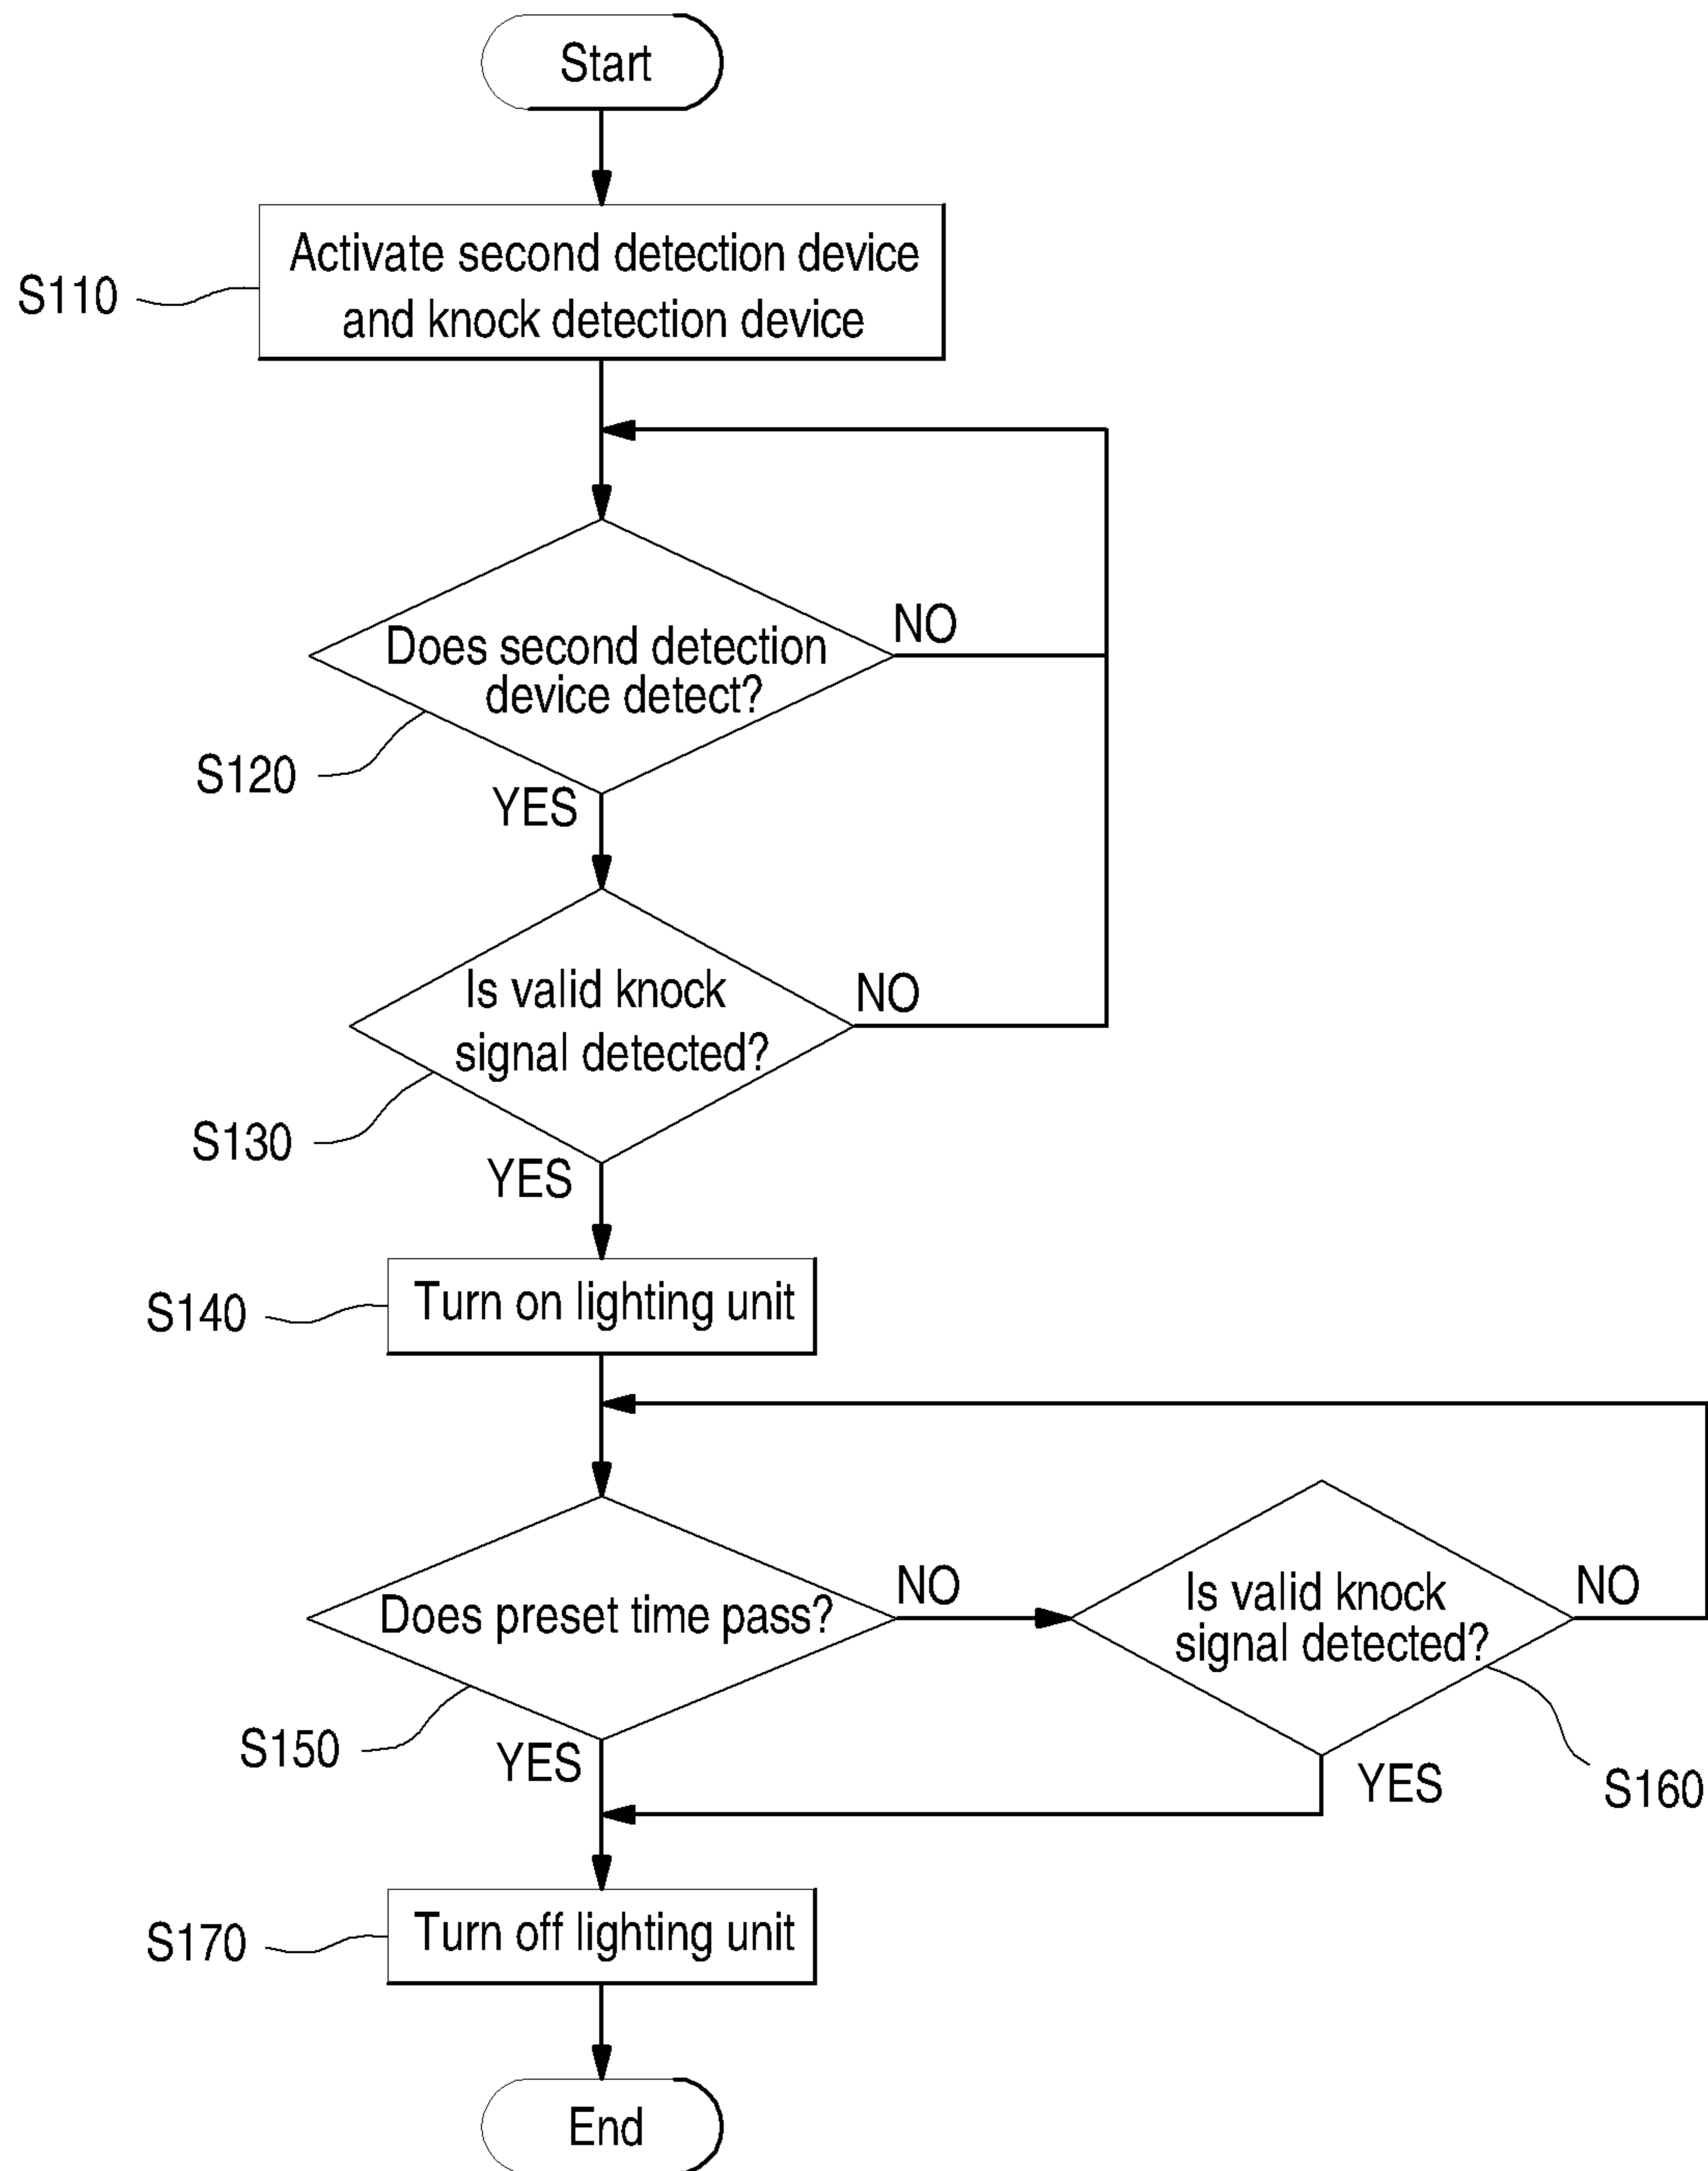 Start
Activate second detection device
and knock detection device
S110
Does second detection
device detect?
NO
S120
YES
Is valid knock
signal detected?
NO
S130
YES
Turn on lighting unit
S140
Does preset time pass?
NO
Is valid knock
signal detected?
NO
S150
YES
YES
S160
Turn off lighting unit
S170
End